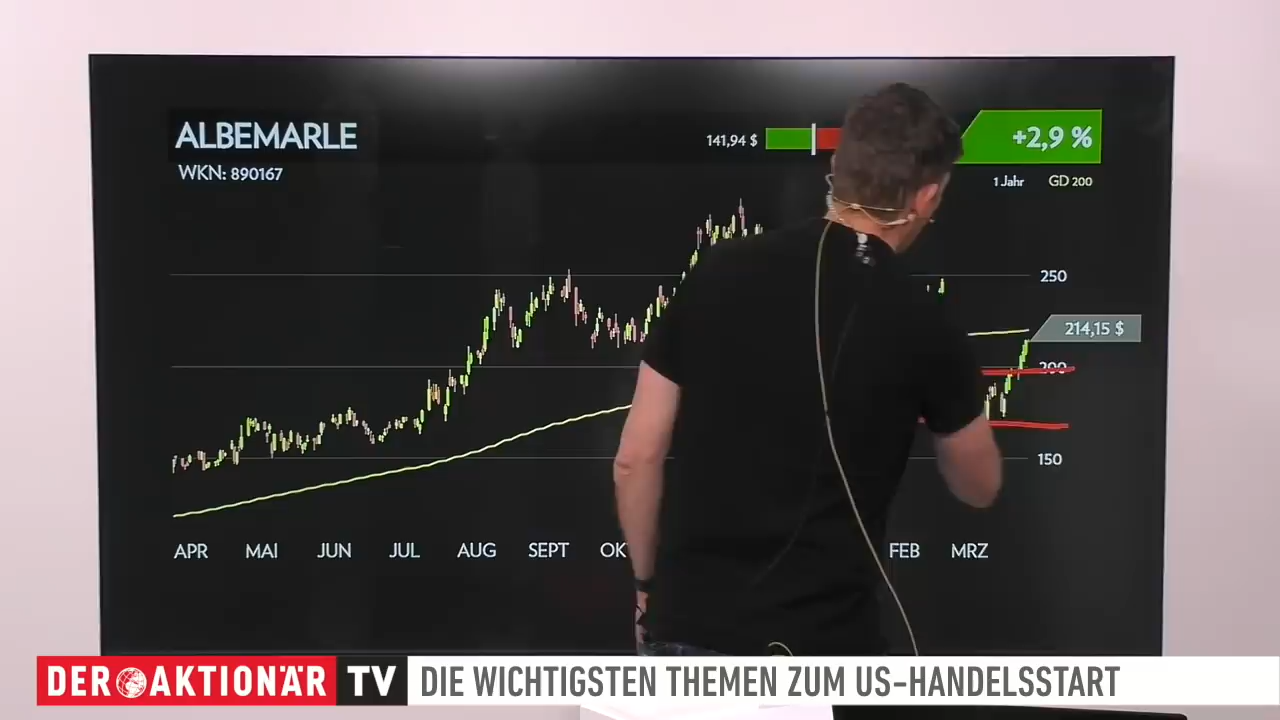 ALBEMARLE
WKN: 890167
141,94 $
+2,9 %
1 Jahr GD 200
250
214,15 $
200
150
APR MAI JUN JUL AUG SEPT OK FEB MRZ
DER AKTIONÄR TV DIE WICHTIGSTEN THEMEN ZUM US-HANDELSSTART